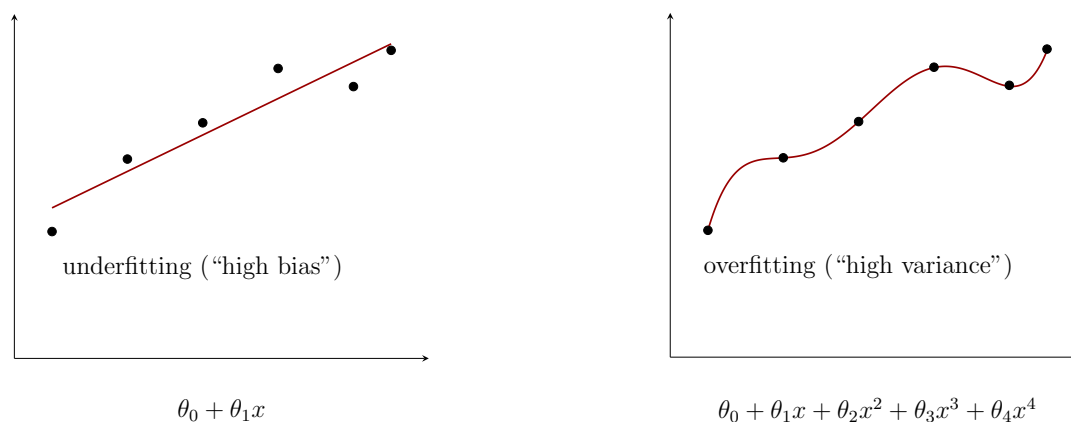 underfitting (“high bias”)
overfitting (“high variance”)
θ₀ + θ₁x
θ₀ + θ₁x + θ₂x² + θ₃x³ + θ₄x⁴